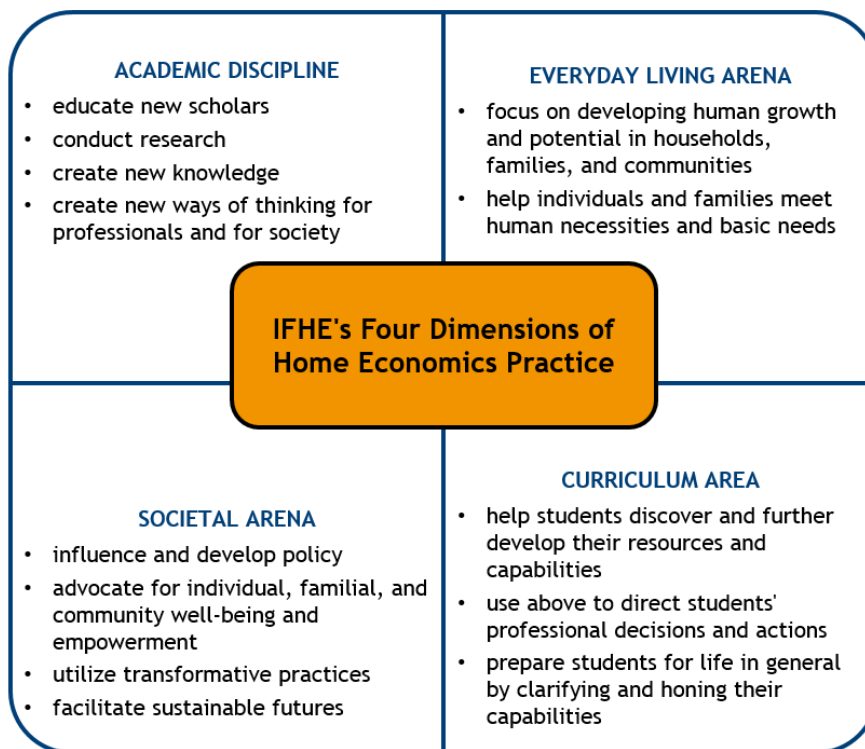 ACADEMIC DISCIPLINE
• educate new scholars
• conduct research
• create new knowledge
• create new ways of thinking for
professionals and for society
EVERYDAY LIVING ARENA
• focus on developing human growth
and potential in households,
families, and communities
• help individuals and families meet
human necessities and basic needs
IFHE's Four Dimensions of
Home Economics Practice
SOCIETAL ARENA
• influence and develop policy
• advocate for individual, familial, and
community well-being and
empowerment
• utilize transformative practices
• facilitate sustainable futures
CURRICULUM AREA
• help students discover and further
develop their resources and
capabilities
• use above to direct students'
professional decisions and actions
• prepare students for life in general
by clarifying and honing their
capabilities